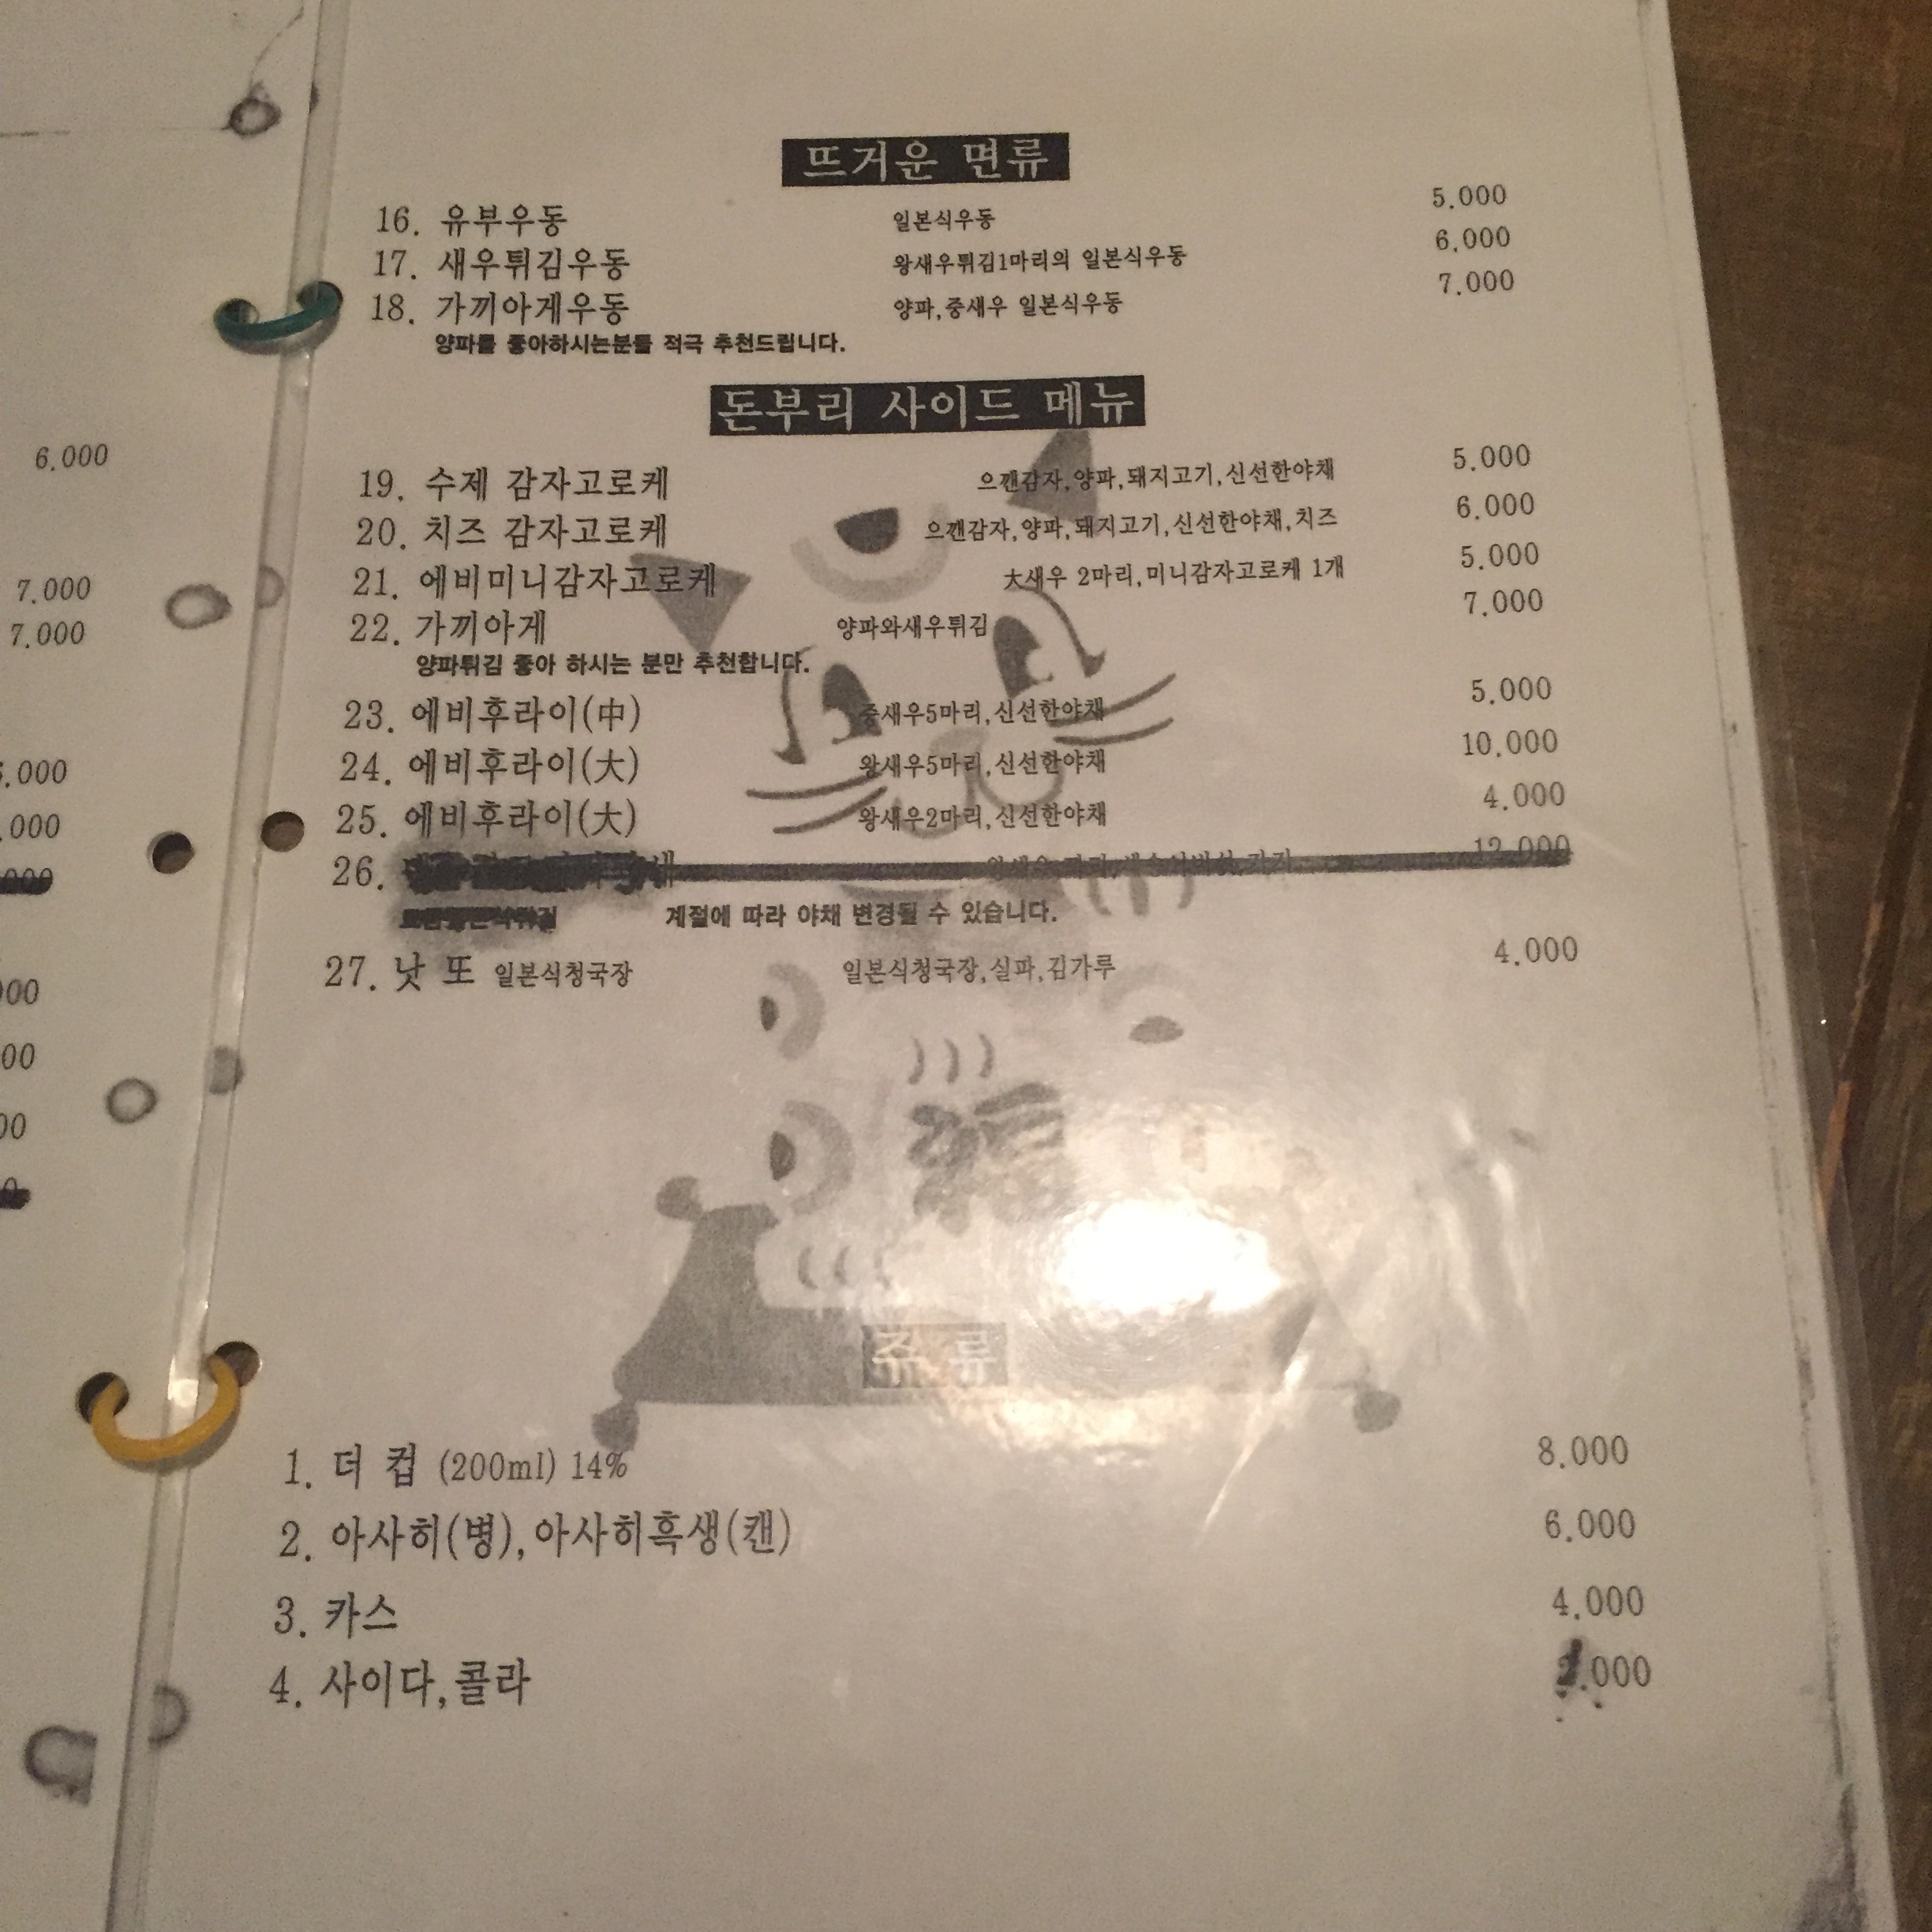 뜨거운 면류
16. 유부우동 일본식우동 5.000
17. 새우튀김우동 왕새우튀김1마리의 일본식우동 6.000
18. 가끼아게우동 양파,중새우 일본식우동 7.000
양파를 좋아하시는분들 적극 추천드립니다.
돈부리 사이드 메뉴
19. 수제 감자고로케 으깬감자,양파,돼지고기,신선한야채 5.000
20. 치즈 감자고로케 으깬감자,양파,돼지고기,신선한야채,치즈 6.000
21. 에비미니감자고로케 大새우 2마리,미니감자고로케 1개 5.000
22. 가끼아게 양파와새우튀김 7.000
양파튀김 좋아 하시는 분만 추천합니다.
23. 에비후라이(中) 중새우5마리,신선한야채 5.000
24. 에비후라이(大) 왕새우5마리,신선한야채 10.000
25. 에비후라이(大) 왕새우2마리,신선한야채 4.000
26. 12.000
계절에 따라 야채 변경될 수 있습니다.
27. 낫 또 일본식청국장 일본식청국장,실파,김가루 4.000
福
주 류
1. 더 컵 (200ml) 14% 8.000
2. 아사히(병),아사히흑생(캔) 6.000
3. 카스 4.000
4. 사이다,콜라
6.000
7.000
7.000